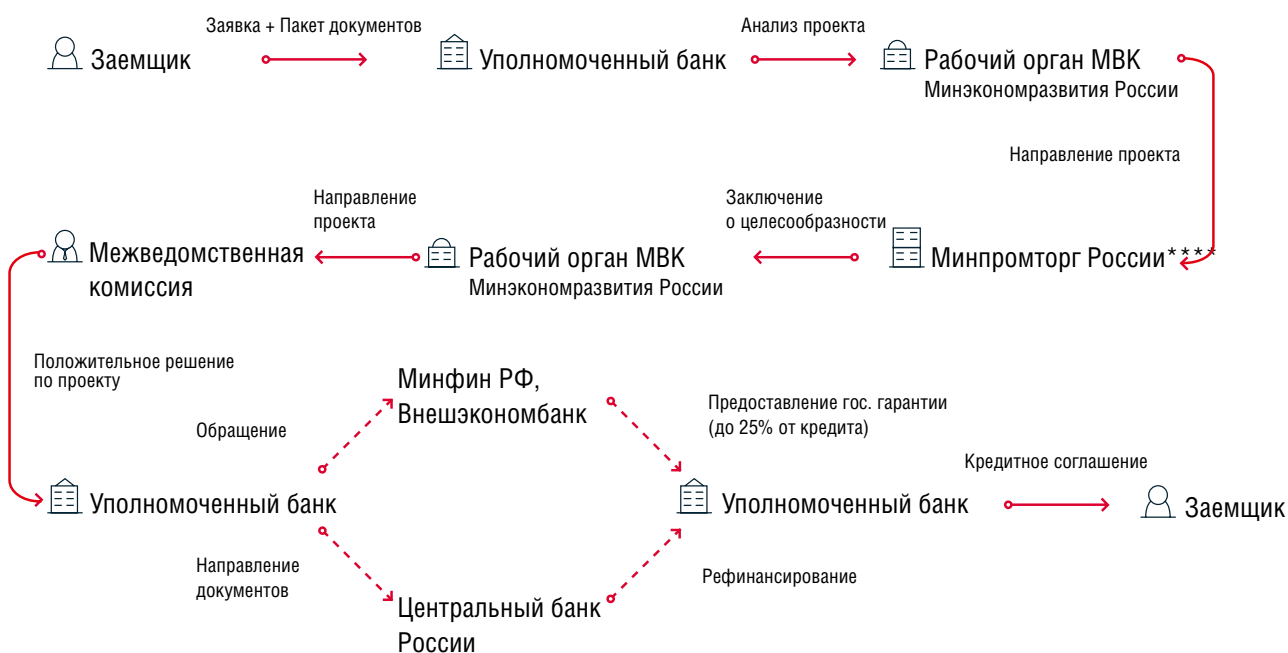 Заявка + Пакет документов
Анализ проекта
Заемщик
Уполномоченный банк
Рабочий орган МВК
Минэкономразвития России
Направление проекта
Направление
проекта
Заключение
о целесообразности
Межведомственная
комиссия
Рабочий орган МВК
Минэкономразвития России
Минпромторг России****
Положительное решение
по проекту
Минфин РФ,
Внешэкономбанк
Предоставление гос. гарантии
(до 25% от кредита)
Обращение
Кредитное соглашение
Уполномоченный банк
Уполномоченный банк
Заемщик
Направление
документов
Рефинансирование
Центральный банк
России